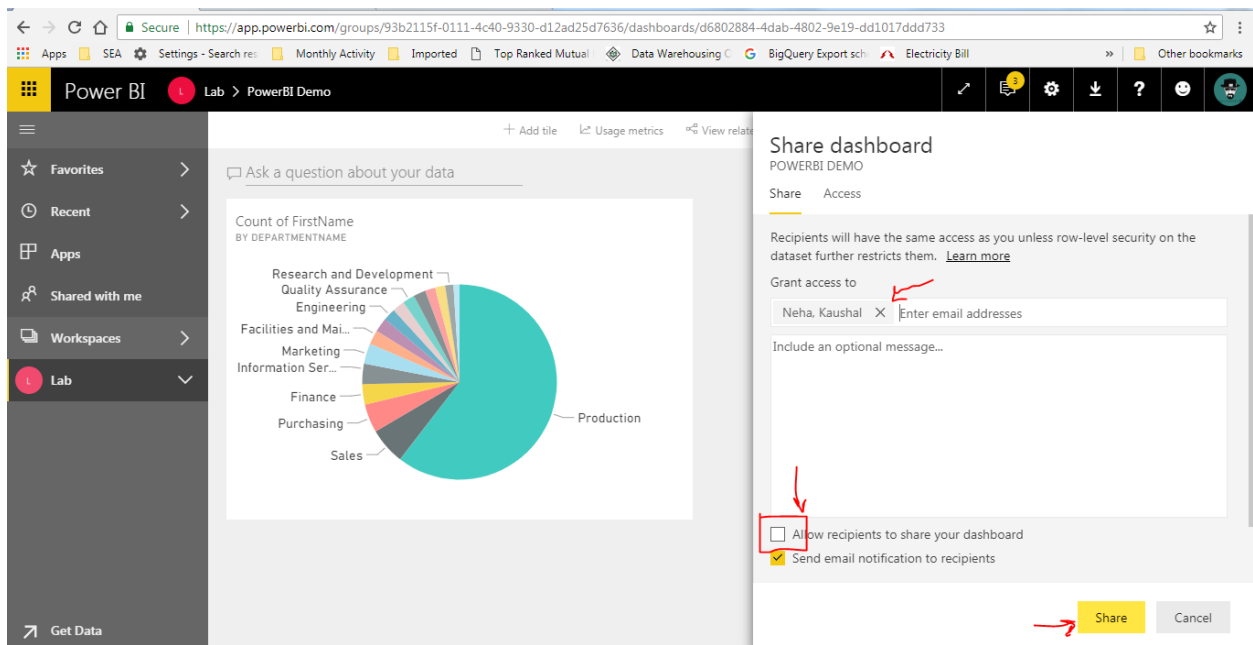 Secure | https://app.powerbi.com/groups/93b2115f-0111-4c40-9330-d12ad25d7636/dashboards/d6802884-4dab-4802-9e19-dd1017ddd733
Apps SEA Settings - Search res Monthly Activity Imported Top Ranked Mutual Data Warehousing C G BigQuery Export sch Electricity Bill » Other bookmarks
Power BI L Lab > PowerBI Demo 3 ?
+ Add tile Usage metrics View relate
Favorites
Recent
Apps
Shared with me
Workspaces
L Lab
Get Data
Ask a question about your data
Count of FirstName
BY DEPARTMENTNAME
Research and Development
Quality Assurance
Engineering
Facilities and Mai...
Marketing
Information Ser...
Finance
Purchasing
Sales
Production
Share dashboard
POWERBI DEMO
Share Access
Recipients will have the same access as you unless row-level security on the
dataset further restricts them. Learn more
Grant access to
Neha, Kaushal Enter email addresses
Include an optional message...
Allow recipients to share your dashboard
Send email notification to recipients
Share Cancel